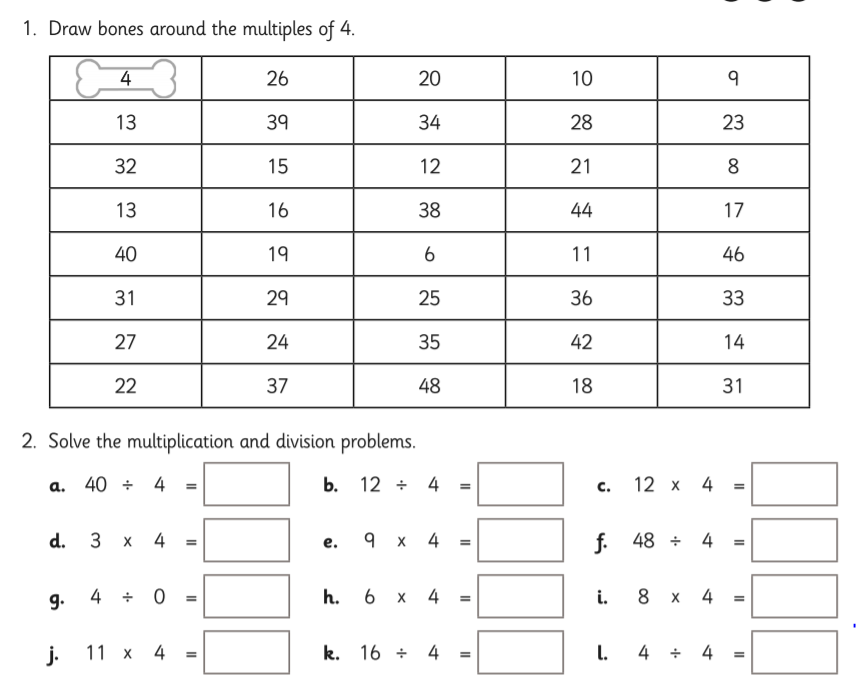 1. Draw bones around the multiples of 4.
4 26 20 10 9
13 39 34 28 23
32 15 12 21 8
13 16 38 44 17
40 19 6 11 46
31 29 25 36 33
27 24 35 42 14
22 37 48 18 31
2. Solve the multiplication and division problems.
a. 40 ÷ 4 = b. 12 ÷ 4 = c. 12 x 4 =
d. 3 x 4 = e. 9 x 4 = f. 48 ÷ 4 =
g. 4 ÷ 0 = h. 6 x 4 = i. 8 x 4 =
j. 11 x 4 = k. 16 ÷ 4 = l. 4 ÷ 4 =